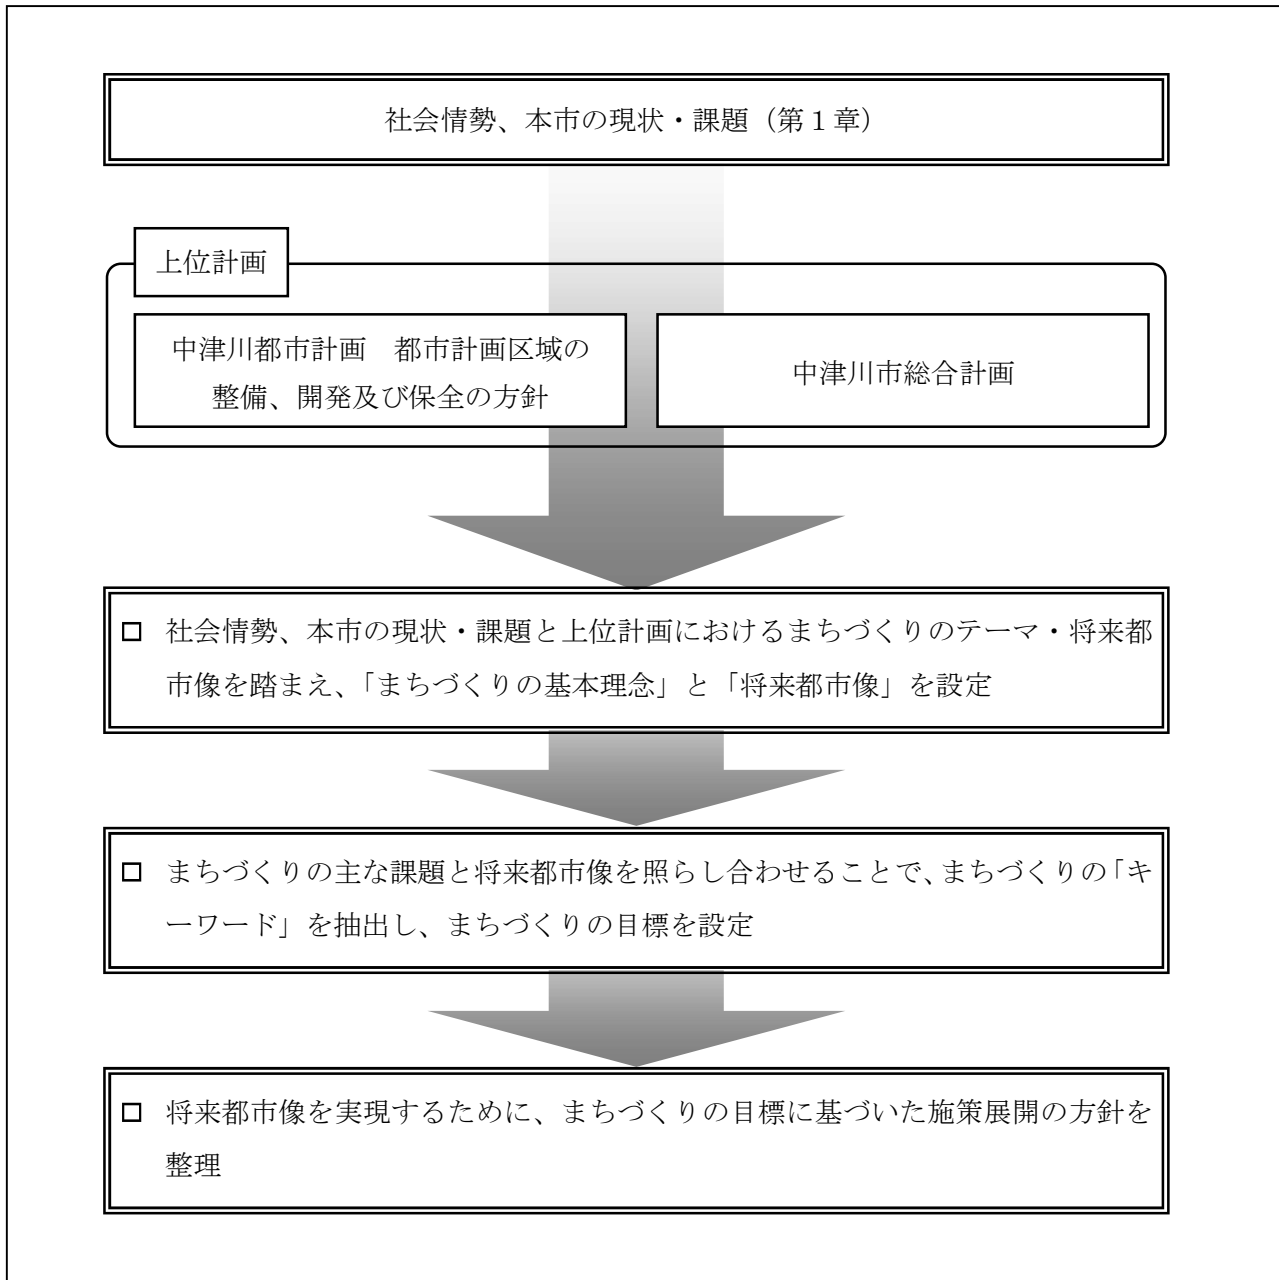 社会情勢、本市の現状・課題（第１章）
上位計画
中津川都市計画　都市計画区域の
整備、開発及び保全の方針
中津川市総合計画
□ 社会情勢、本市の現状・課題と上位計画におけるまちづくりのテーマ・将来都
市像を踏まえ、「まちづくりの基本理念」と「将来都市像」を設定
□ まちづくりの主な課題と将来都市像を照らし合わせることで、まちづくりの「キ
ーワード」を抽出し、まちづくりの目標を設定
□ 将来都市像を実現するために、まちづくりの目標に基づいた施策展開の方針を
整理